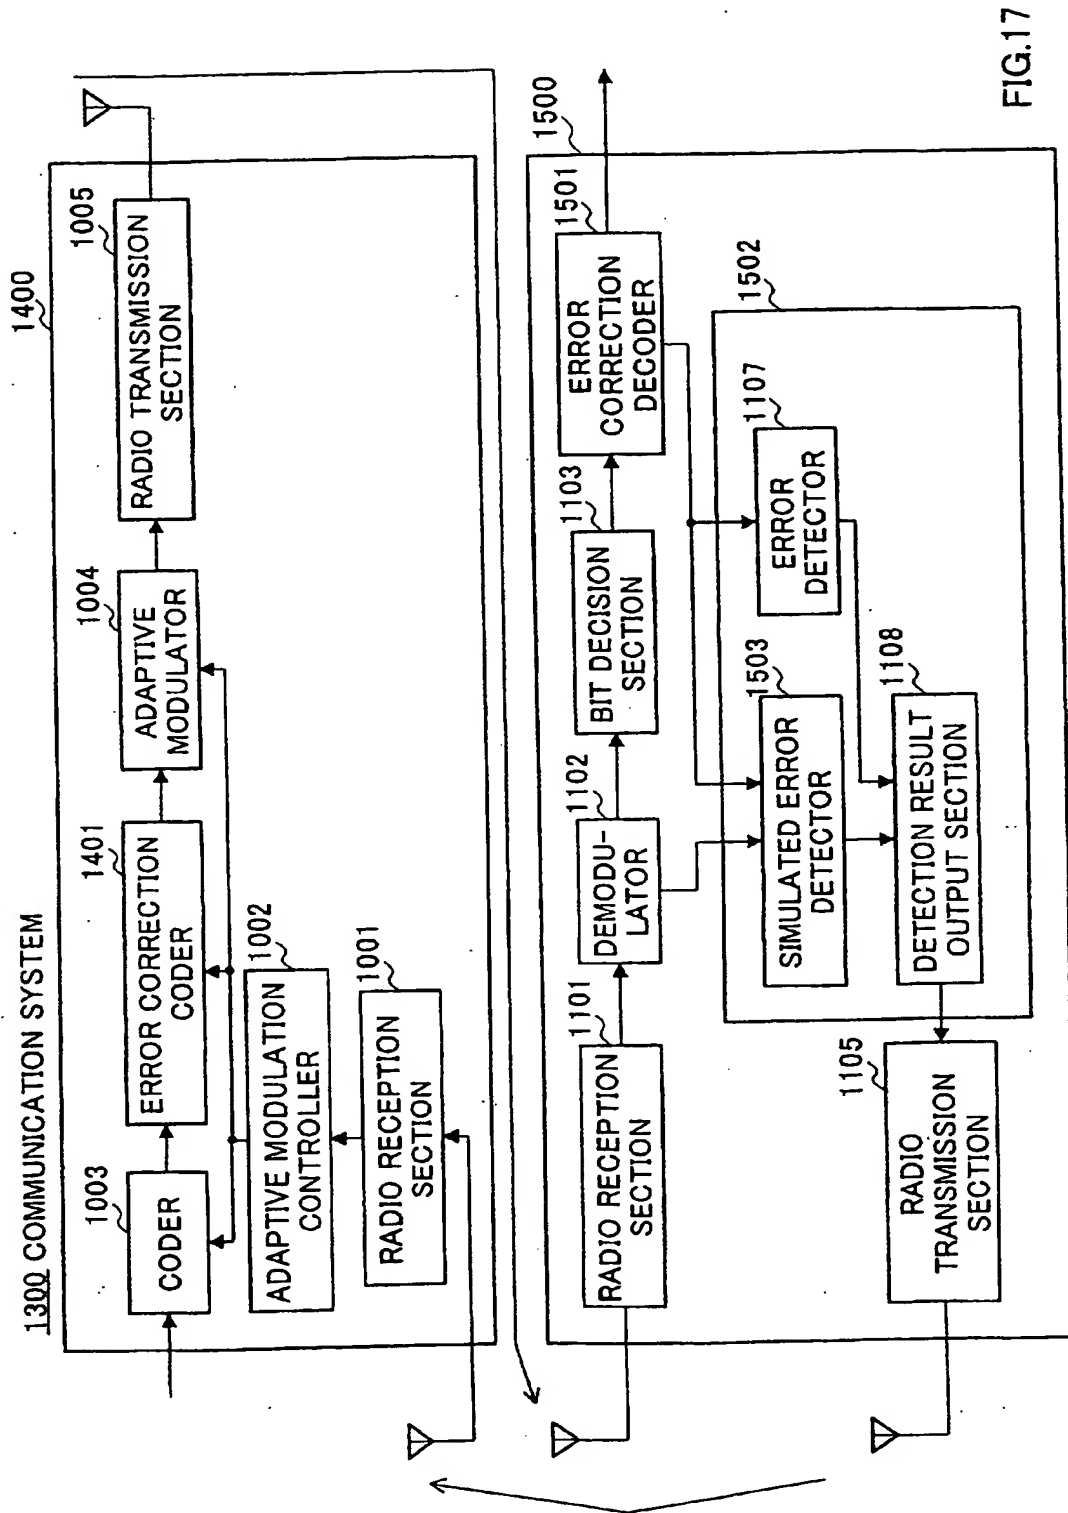 1300 COMMUNICATION SYSTEM
1400
1003
CODER
1401
ERROR CORRECTION
CODER
1004
ADAPTIVE
MODULATOR
1005
RADIO TRANSMISSION
SECTION
1002
ADAPTIVE MODULATION
CONTROLLER
1001
RADIO RECEPTION
SECTION
1500
1101
RADIO RECEPTION
SECTION
1102
DEMODU-
LATOR
1103
BIT DECISION
SECTION
1501
ERROR
CORRECTION
DECODER
1502
1503
SIMULATED ERROR
DETECTOR
1107
ERROR
DETECTOR
1108
DETECTION RESULT
OUTPUT SECTION
1105
RADIO
TRANSMISSION
SECTION
FIG.17